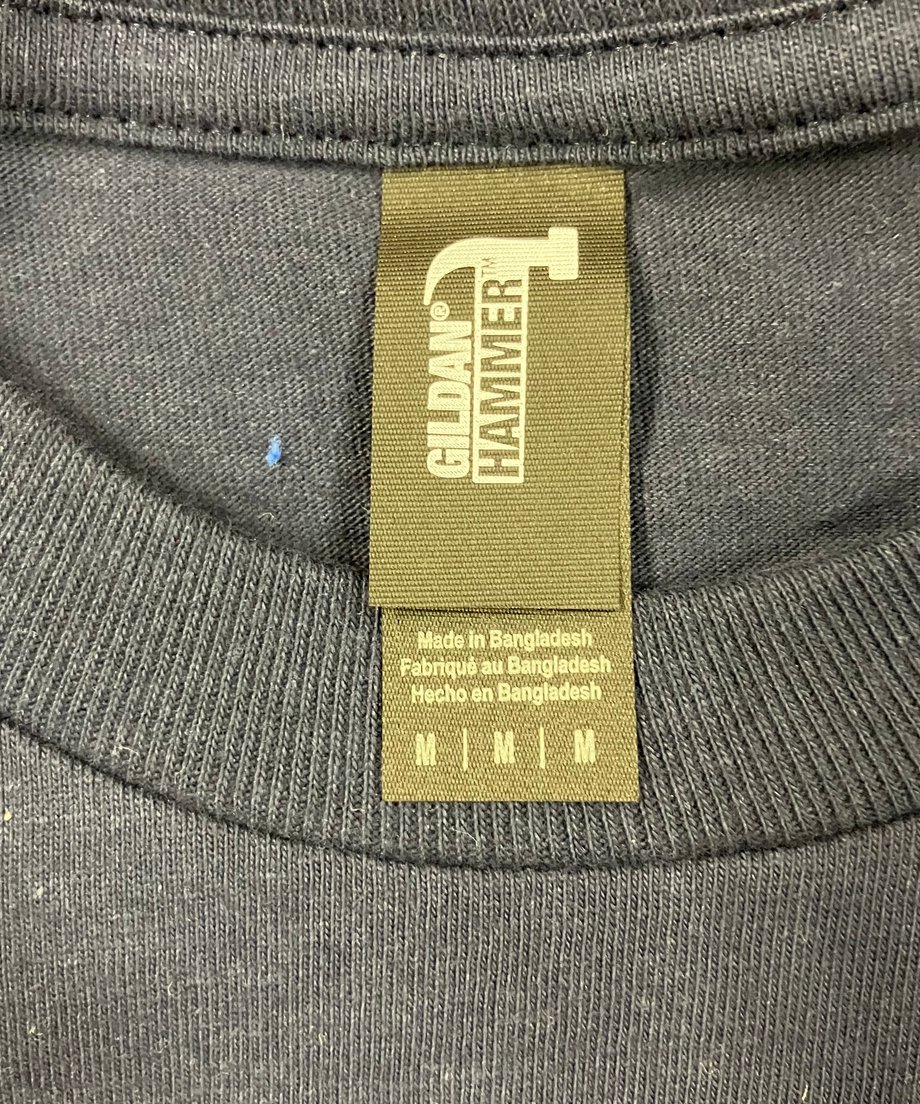 GILDAN®
HAMMER™
Made in Bangladesh
Fabriqué au Bangladesh
Hecho en Bangladesh
M | M | M